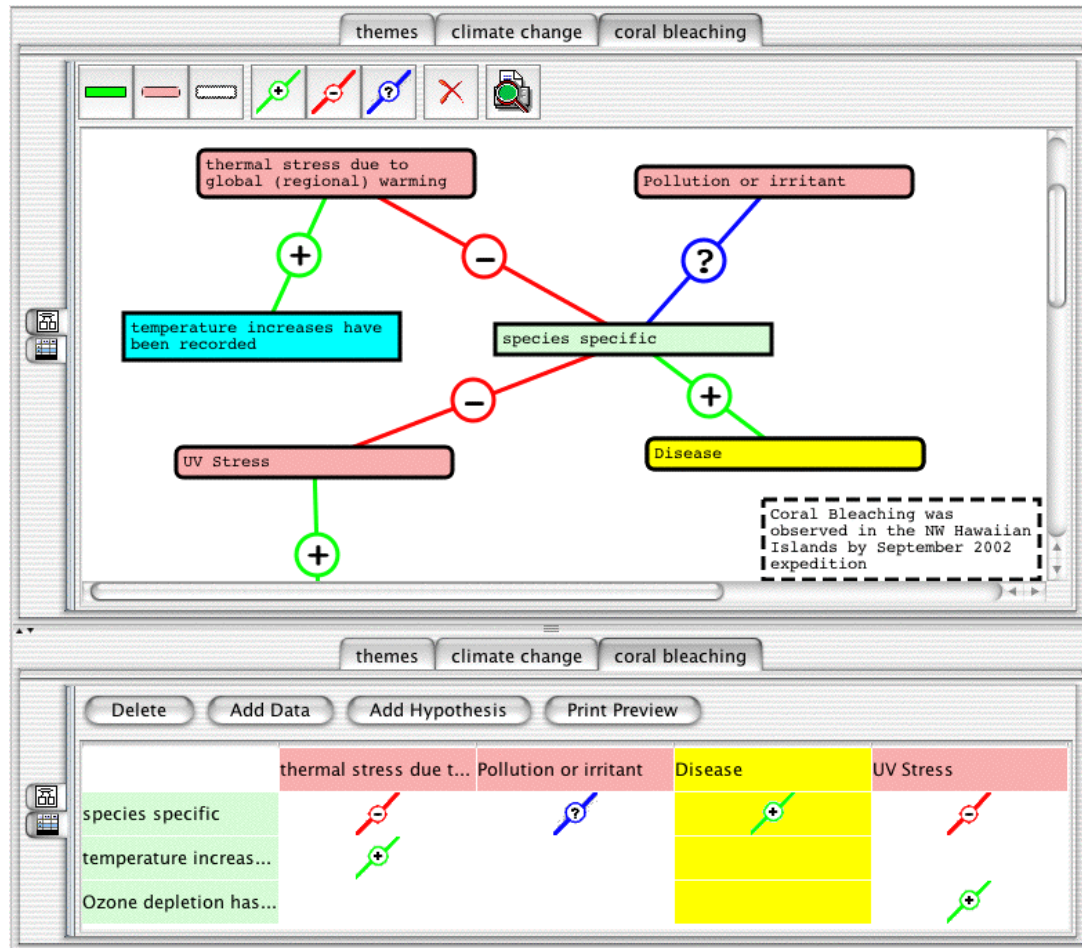 themes climate change coral bleaching
+ - ?
thermal stress due to
global (regional) warming
Pollution or irritant
+
-
?
temperature increases have
been recorded
species specific
-
+
UV Stress
Disease
Coral Bleaching was
observed in the NW Hawaiian
Islands by September 2002
expedition
+
themes climate change coral bleaching
Delete Add Data Add Hypothesis Print Preview
thermal stress due t... Pollution or irritant Disease UV Stress
species specific - ? + -
temperature increas... +
Ozone depletion has... +